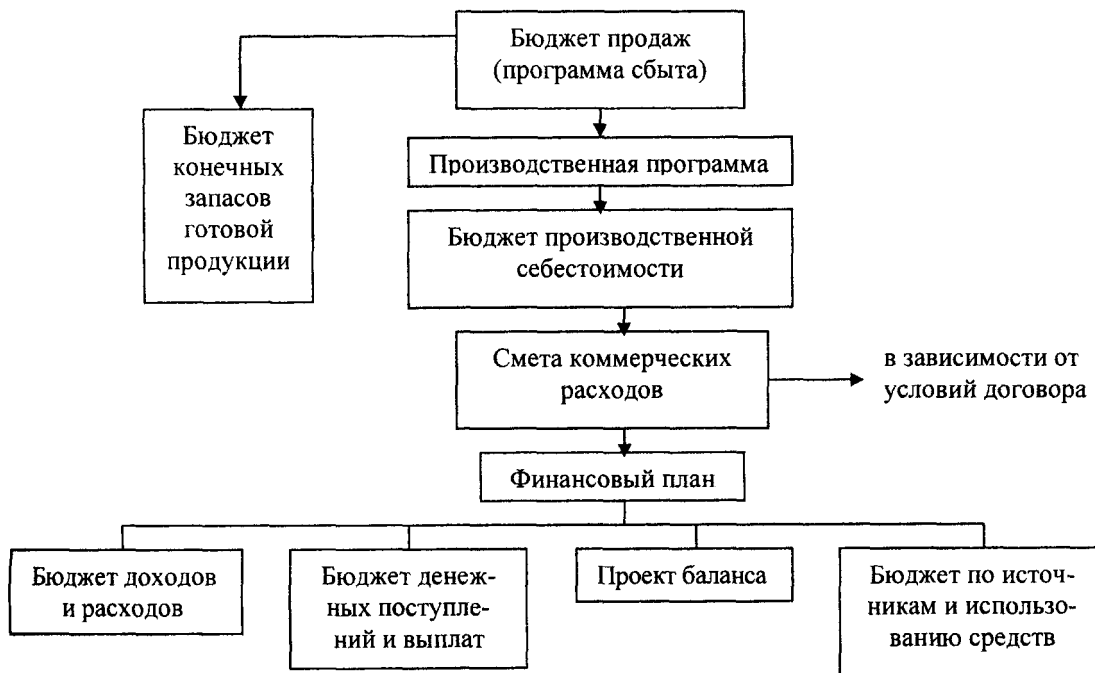 Бюджет продаж
(программа сбыта)
Бюджет
конечных
запасов
готовой
продукции
Производственная программа
Бюджет производственной
себестоимости
Смета коммерческих
расходов
в зависимости от
условий договора
Финансовый план
Бюджет доходов
и расходов
Бюджет денеж-
ных поступле-
ний и выплат
Проект баланса
Бюджет по источ-
никам и использо-
ванию средств